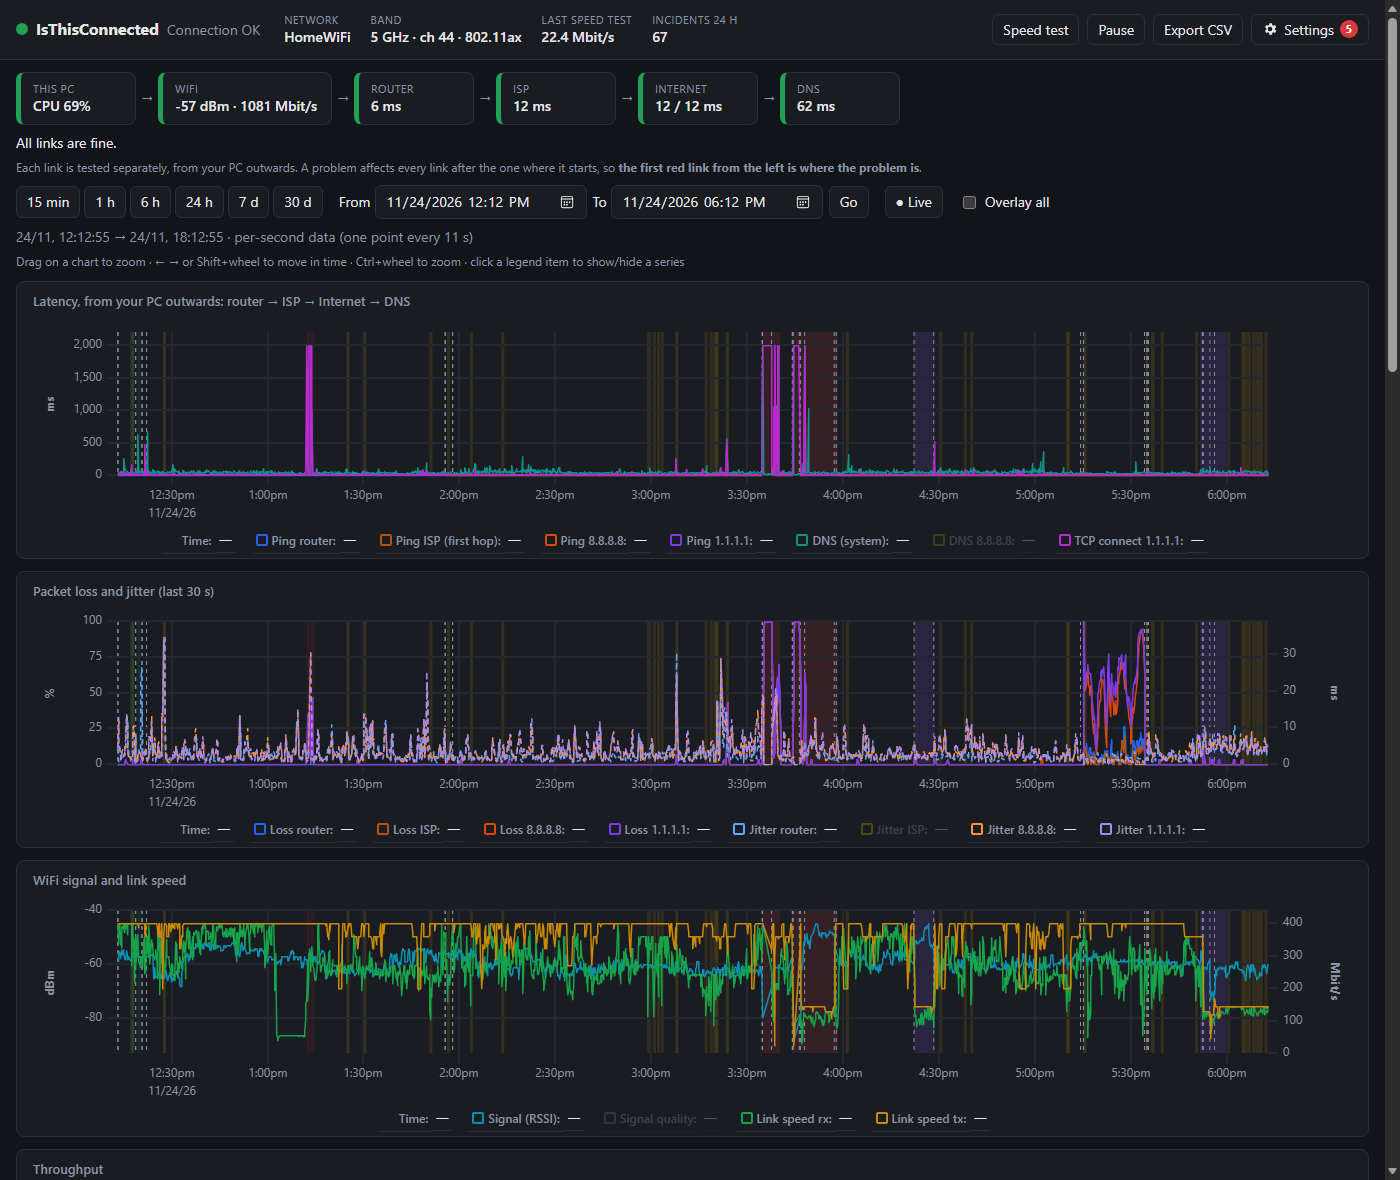 IsThisConnected Connection OK
NETWORK
HomeWiFi
BAND
5 GHz · ch 44 · 802.11ax
LAST SPEED TEST
22.4 Mbit/s
INCIDENTS 24 H
67
Speed test
Pause
Export CSV
Settings 5
THIS PC
CPU 69%
→
WIFI
-57 dBm · 1081 Mbit/s
→
ROUTER
6 ms
→
ISP
12 ms
→
INTERNET
12 / 12 ms
→
DNS
62 ms
All links are fine.
Each link is tested separately, from your PC outwards. A problem affects every link after the one where it starts, so the first red link from the left is where the problem is.
15 min 1 h 6 h 24 h 7 d 30 d From 11/24/2026 12:12 PM To 11/24/2026 06:12 PM Go ● Live Overlay all
24/11, 12:12:55 → 24/11, 18:12:55 · per-second data (one point every 11 s)
Drag on a chart to zoom · ← → or Shift+wheel to move in time · Ctrl+wheel to zoom · click a legend item to show/hide a series
Latency, from your PC outwards: router → ISP → Internet → DNS
2,000
1,500
1,000
500
0
ms
12:30pm 1:00pm 1:30pm 2:00pm 2:30pm 3:00pm 3:30pm 4:00pm 4:30pm 5:00pm 5:30pm 6:00pm
11/24/26
Time: — Ping router: — Ping ISP (first hop): — Ping 8.8.8.8: — Ping 1.1.1.1: — DNS (system): — DNS 8.8.8.8: — TCP connect 1.1.1.1: —
Packet loss and jitter (last 30 s)
100
75
50
25
0
%
30
20
10
0
ms
12:30pm 1:00pm 1:30pm 2:00pm 2:30pm 3:00pm 3:30pm 4:00pm 4:30pm 5:00pm 5:30pm 6:00pm
11/24/26
Time: — Loss router: — Loss ISP: — Loss 8.8.8.8: — Loss 1.1.1.1: — Jitter router: — Jitter ISP: — Jitter 8.8.8.8: — Jitter 1.1.1.1: —
WiFi signal and link speed
-40
-60
-80
dBm
400
300
200
100
0
Mbit/s
12:30pm 1:00pm 1:30pm 2:00pm 2:30pm 3:00pm 3:30pm 4:00pm 4:30pm 5:00pm 5:30pm 6:00pm
11/24/26
Time: — Signal (RSSI): — Signal quality: — Link speed rx: — Link speed tx: —
Throughput